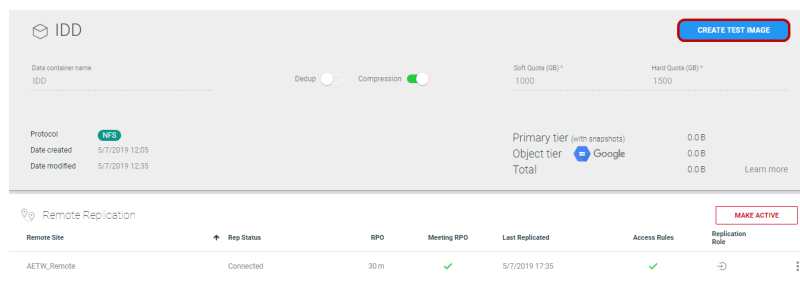 IDD
CREATE TEST IMAGE
Data container name
IDD
Dedup
Compression
Soft Quota (GB) *
1000
Hard Quota (GB) *
1500
Protocol NFS
Date created 5/7/2019 12:05
Date modified 5/7/2019 12:35
Primary tier (with snapshots) 0.0 B
Object tier Google 0.0 B
Total 0.0 B Learn more
Remote Replication
MAKE ACTIVE
Remote Site Rep Status RPO Meeting RPO Last Replicated Access Rules Replication Role
AETW_Remote Connected 30 m 5/7/2019 17:35